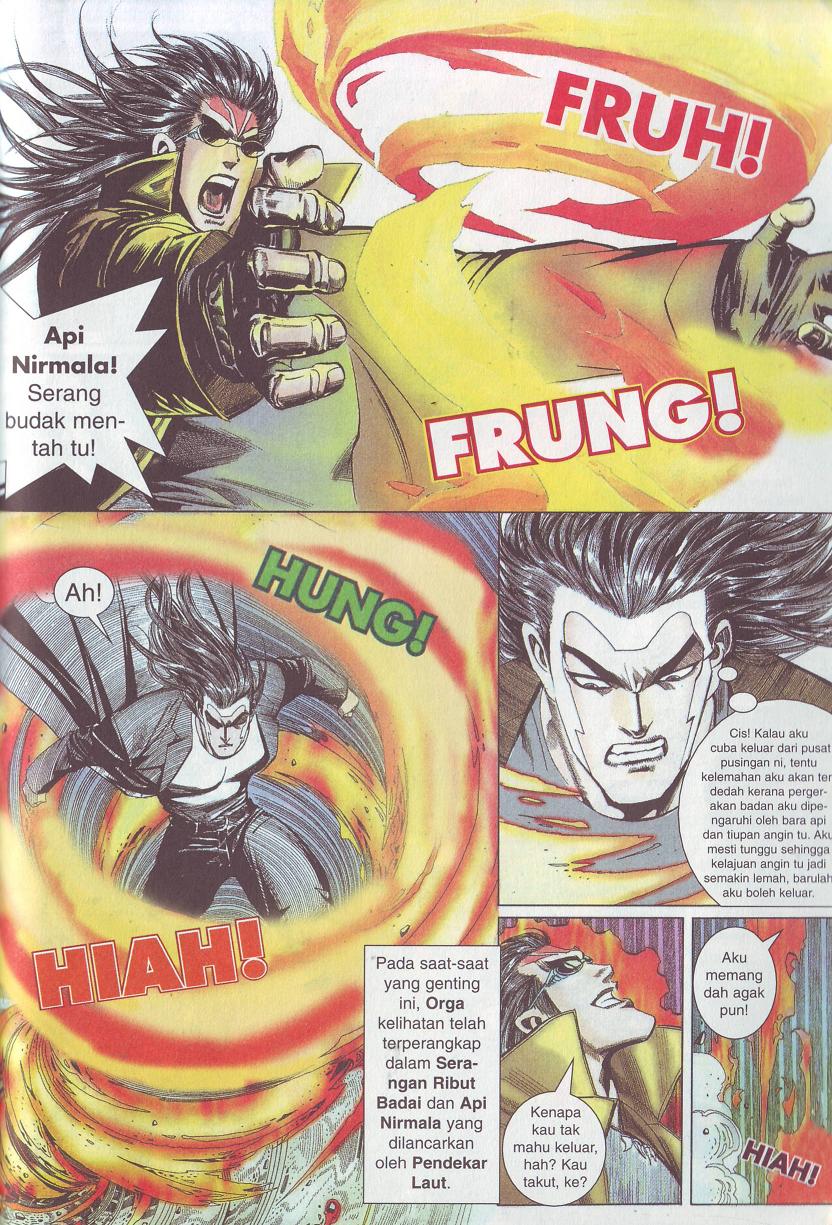 FRUH!
Api
Nirmala!
Serang
budak men-
tah tu!
FRUNG!
Ah!
HUNG!
Cis! Kalau aku
cuba keluar dari pusat
pusingan ni, tentu
kelemahan aku akan ter
dedah kerana perger-
akan badan aku dipe-
ngaruhi oleh bara api
dan tiupan angin tu. Aku
mesti tunggu sehingga
kelajuan angin tu jadi
semakin lemah, barulah
aku boleh keluar.
HIAH!
Pada saat-saat
yang genting
ini, Orga
kelihatan telah
terperangkap
dalam Sera-
ngan Ribut
Badai dan Api
Nirmala yang
dilancarkan
oleh Pendekar
Laut.
Kenapa
kau tak
mahu keluar,
hah? Kau
takut, ke?
Aku
memang
dah agak
pun!
HIAH!